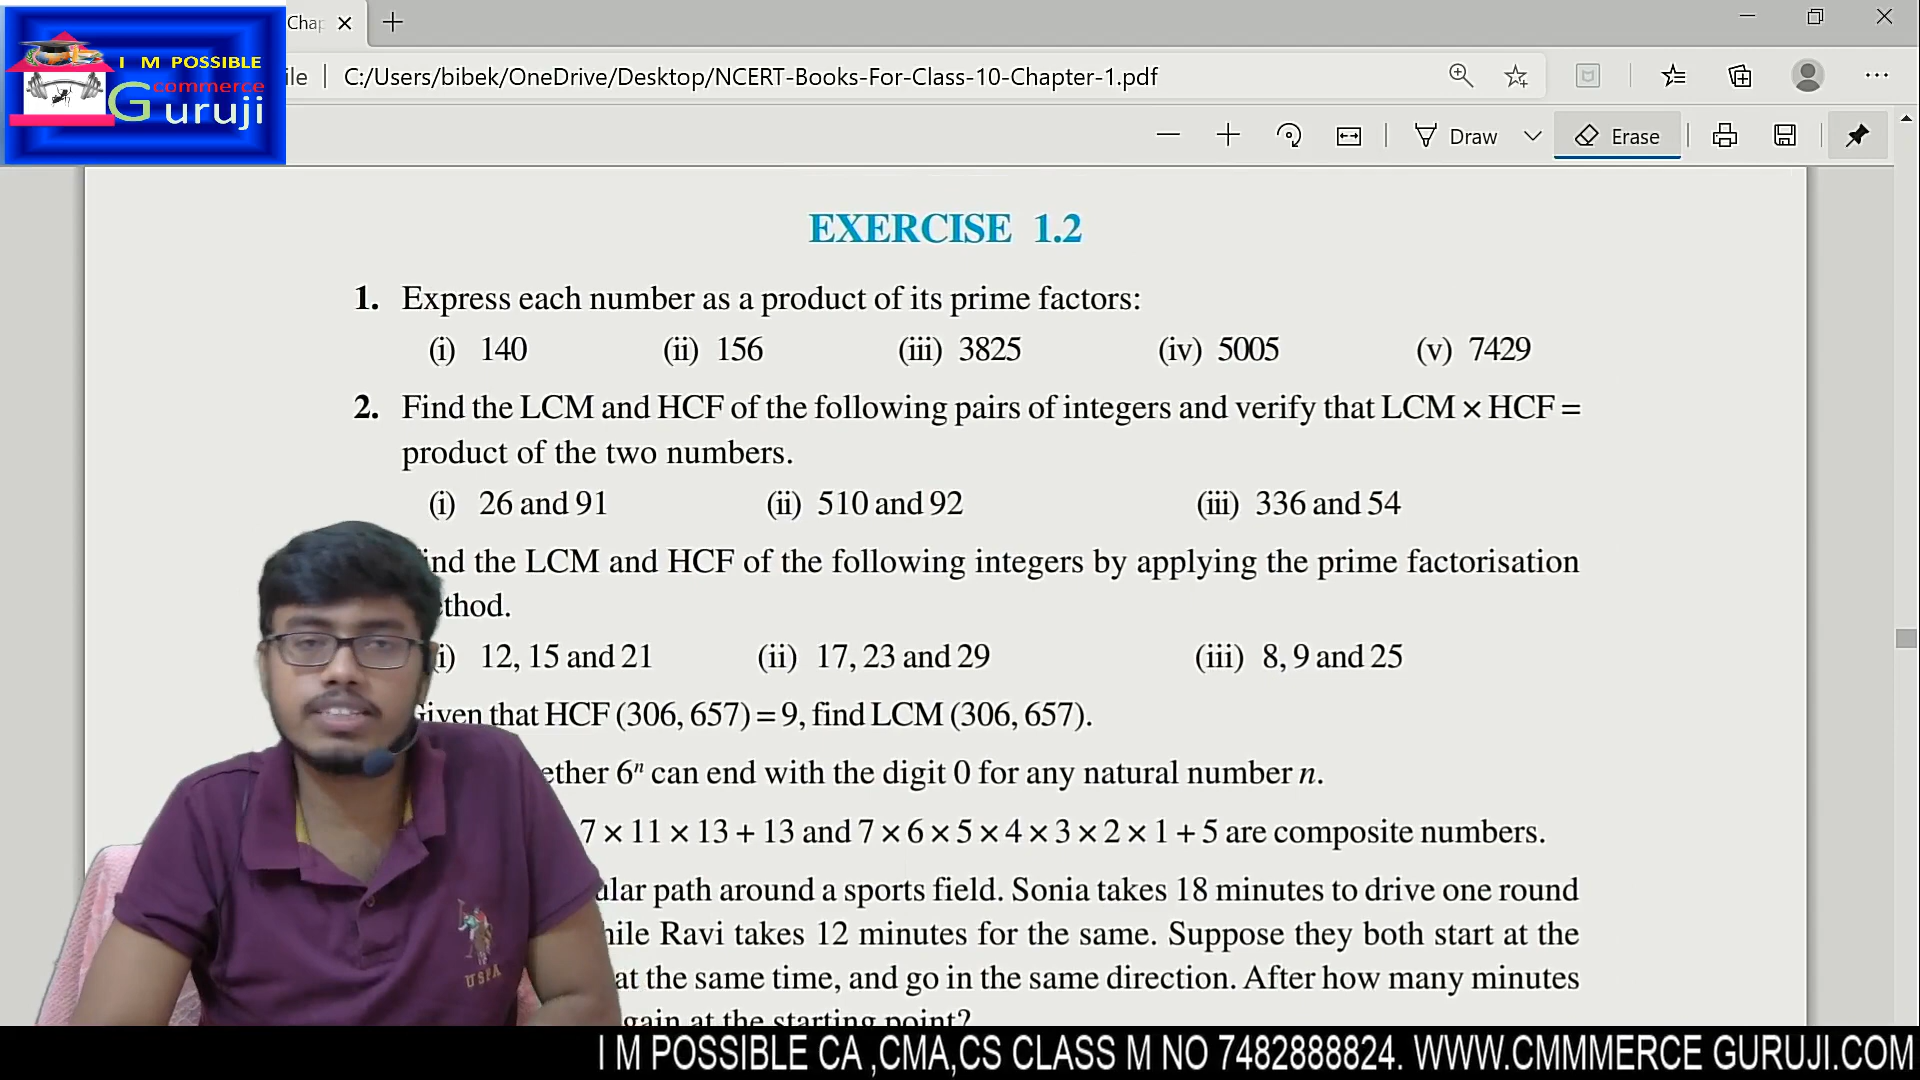 Chap
I M POSSIBLE
commerce
Guruji
ile | C:/Users/bibek/OneDrive/Desktop/NCERT-Books-For-Class-10-Chapter-1.pdf
Draw
Erase
EXERCISE 1.2
1. Express each number as a product of its prime factors:
(i) 140 (ii) 156 (iii) 3825 (iv) 5005 (v) 7429
2. Find the LCM and HCF of the following pairs of integers and verify that LCM × HCF =
product of the two numbers.
(i) 26 and 91 (ii) 510 and 92 (iii) 336 and 54
ind the LCM and HCF of the following integers by applying the prime factorisation
ethod.
i) 12, 15 and 21 (ii) 17, 23 and 29 (iii) 8, 9 and 25
Given that HCF (306, 657) = 9, find LCM (306, 657).
ether 6ⁿ can end with the digit 0 for any natural number n.
7 × 11 × 13 + 13 and 7 × 6 × 5 × 4 × 3 × 2 × 1 + 5 are composite numbers.
ular path around a sports field. Sonia takes 18 minutes to drive one round
hile Ravi takes 12 minutes for the same. Suppose they both start at the
at the same time, and go in the same direction. After how many minutes
gain at the starting point?
USPA
I M POSSIBLE CA ,CMA,CS CLASS M NO 7482888824. WWW.CMMMERCE GURUJI.COM